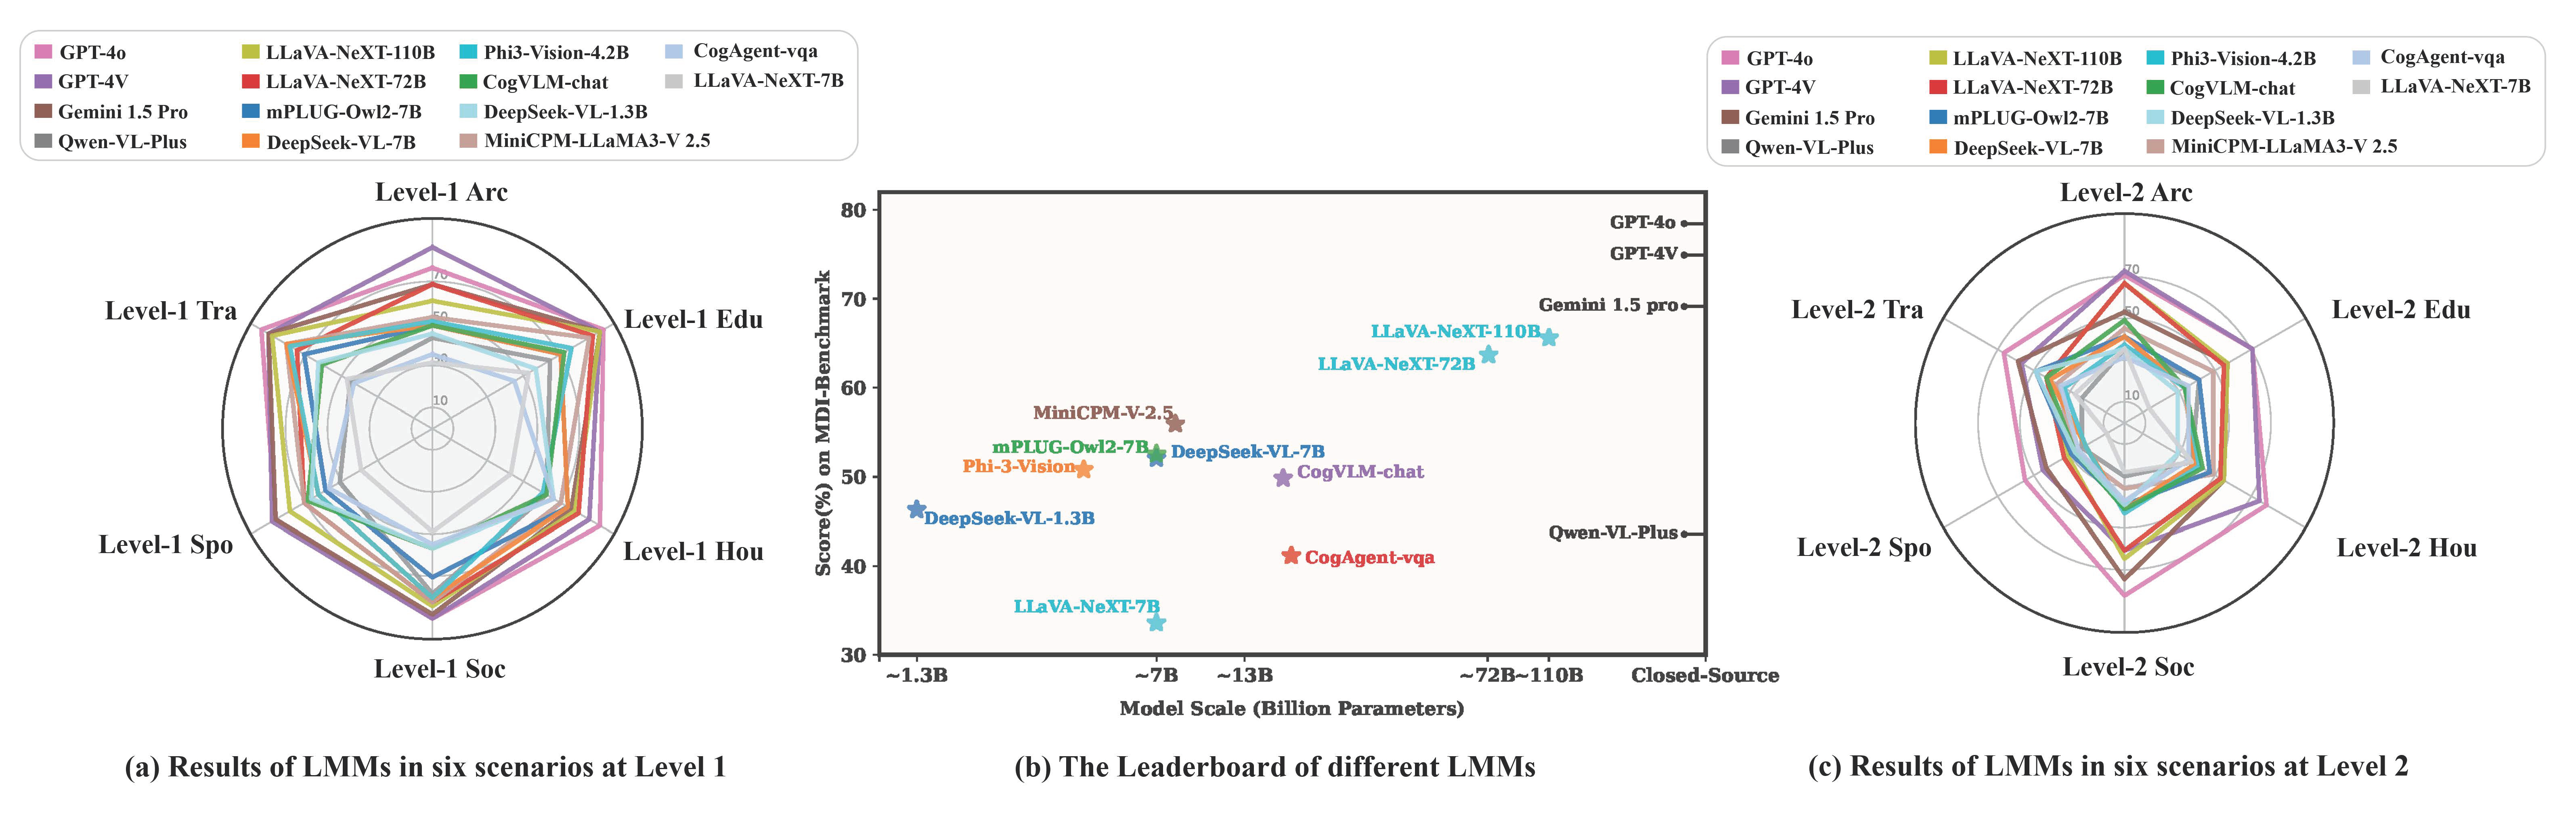 GPT-4o
GPT-4V
Gemini 1.5 Pro
Qwen-VL-Plus
LLaVA-NeXT-110B
LLaVA-NeXT-72B
mPLUG-Owl2-7B
DeepSeek-VL-7B
Phi3-Vision-4.2B
CogVLM-chat
DeepSeek-VL-1.3B
MiniCPM-LLaMA3-V 2.5
CogAgent-vqa
LLaVA-NeXT-7B
Level-1 Arc
Level-1 Tra
Level-1 Edu
Level-1 Spo
Level-1 Hou
Level-1 Soc
70
50
30
10
(a) Results of LMMs in six scenarios at Level 1
Score(%) on MDI-Benchmark
80
70
60
50
40
30
GPT-4o
GPT-4V
Gemini 1.5 pro
LLaVA-NeXT-110B
LLaVA-NeXT-72B
MiniCPM-V-2.5
mPLUG-Owl2-7B
DeepSeek-VL-7B
Phi-3-Vision
CogVLM-chat
DeepSeek-VL-1.3B
Qwen-VL-Plus
CogAgent-vqa
LLaVA-NeXT-7B
~1.3B
~7B
~13B
~72B
~110B
Closed-Source
Model Scale (Billion Parameters)
(b) The Leaderboard of different LMMs
GPT-4o
GPT-4V
Gemini 1.5 Pro
Qwen-VL-Plus
LLaVA-NeXT-110B
LLaVA-NeXT-72B
mPLUG-Owl2-7B
DeepSeek-VL-7B
Phi3-Vision-4.2B
CogVLM-chat
DeepSeek-VL-1.3B
MiniCPM-LLaMA3-V 2.5
CogAgent-vqa
LLaVA-NeXT-7B
Level-2 Arc
Level-2 Tra
Level-2 Edu
Level-2 Spo
Level-2 Hou
Level-2 Soc
70
50
10
(c) Results of LMMs in six scenarios at Level 2